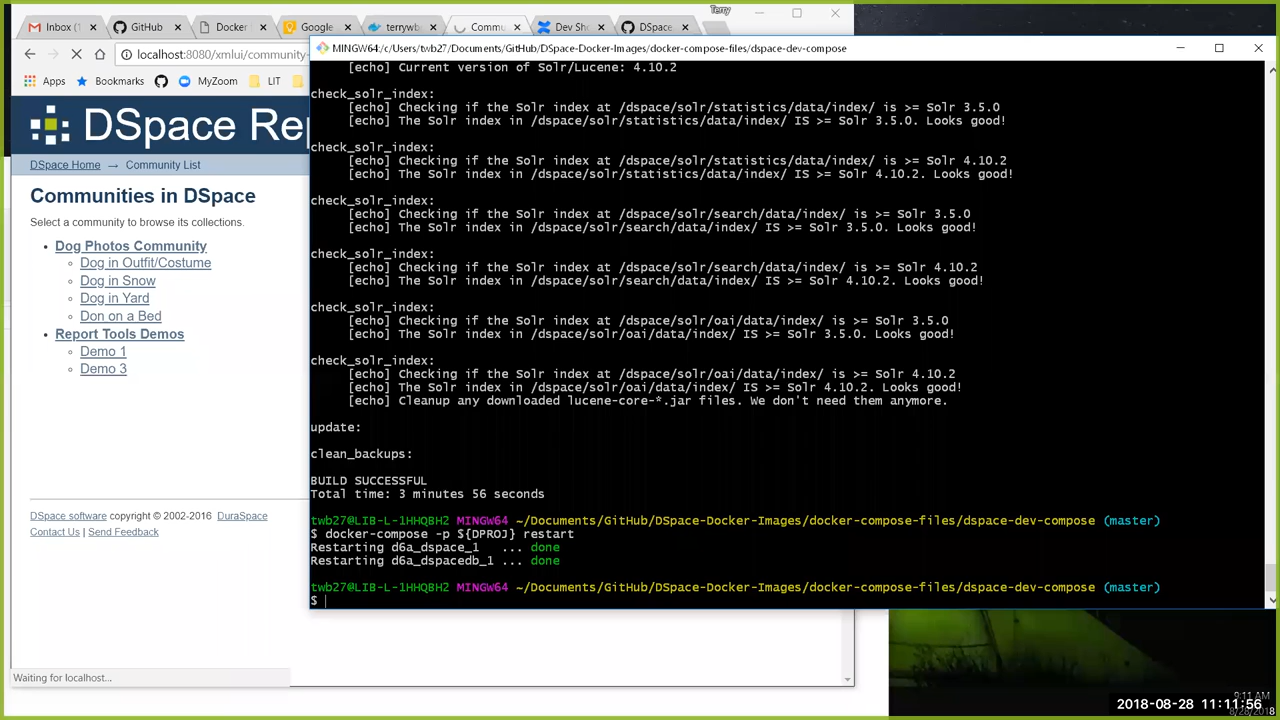 Terry
Inbox (1
GitHub
Docker
Google
terrywb
Commu
Dev Sh
DSpace
localhost:8080/xmlui/community-
Apps
Bookmarks
MyZoom
LIT
DSpace Re
DSpace Home → Community List
Communities in DSpace
Select a community to browse its collections.
Dog Photos Community
Dog in Outfit/Costume
Dog in Snow
Dog in Yard
Don on a Bed
Report Tools Demos
Demo 1
Demo 3
DSpace software copyright © 2002-2016 DuraSpace
Contact Us | Send Feedback
Waiting for localhost...
MINGW64:/c/Users/twb27/Documents/GitHub/DSpace-Docker-Images/docker-compose-files/dspace-dev-compose
[echo] Current version of Solr/Lucene: 4.10.2
check_solr_index:
[echo] Checking if the Solr index at /dspace/solr/statistics/data/index/ is >= Solr 3.5.0
[echo] The Solr index in /dspace/solr/statistics/data/index/ IS >= Solr 3.5.0. Looks good!
check_solr_index:
[echo] Checking if the Solr index at /dspace/solr/statistics/data/index/ is >= Solr 4.10.2
[echo] The Solr index in /dspace/solr/statistics/data/index/ IS >= Solr 4.10.2. Looks good!
check_solr_index:
[echo] Checking if the Solr index at /dspace/solr/search/data/index/ is >= Solr 3.5.0
[echo] The Solr index in /dspace/solr/search/data/index/ IS >= Solr 3.5.0. Looks good!
check_solr_index:
[echo] Checking if the Solr index at /dspace/solr/search/data/index/ is >= Solr 4.10.2
[echo] The Solr index in /dspace/solr/search/data/index/ IS >= Solr 4.10.2. Looks good!
check_solr_index:
[echo] Checking if the Solr index at /dspace/solr/oai/data/index/ is >= Solr 3.5.0
[echo] The Solr index in /dspace/solr/oai/data/index/ IS >= Solr 3.5.0. Looks good!
check_solr_index:
[echo] Checking if the Solr index at /dspace/solr/oai/data/index/ is >= Solr 4.10.2
[echo] The Solr index in /dspace/solr/oai/data/index/ IS >= Solr 4.10.2. Looks good!
[echo] Cleanup any downloaded lucene-core-*.jar files. We don't need them anymore.
update:
clean_backups:
BUILD SUCCESSFUL
Total time: 3 minutes 56 seconds
twb27@LIB-L-1HHQBH2 MINGW64 ~/Documents/GitHub/DSpace-Docker-Images/docker-compose-files/dspace-dev-compose (master)
$ docker-compose -p ${DPROJ} restart
Restarting d6a_dspace_1 ... done
Restarting d6a_dspacedb_1 ... done
twb27@LIB-L-1HHQBH2 MINGW64 ~/Documents/GitHub/DSpace-Docker-Images/docker-compose-files/dspace-dev-compose (master)
$
9:11 AM
2018-08-28 11:11:56
8/28/2018